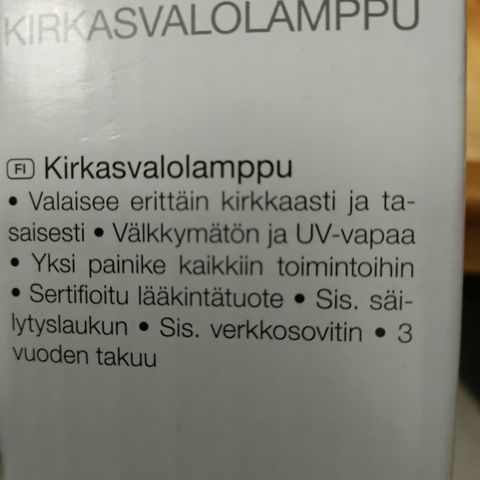 KIRKASVALOLAMPPU
FI Kirkasvalolamppu
• Valaisee erittäin kirkkaasti ja ta-
saisesti • Välkkymätön ja UV-vapaa
• Yksi painike kaikkiin toimintoihin
• Sertifioitu lääkintätuote • Sis. säi-
lytyslaukun • Sis. verkkosovitin • 3
vuoden takuu